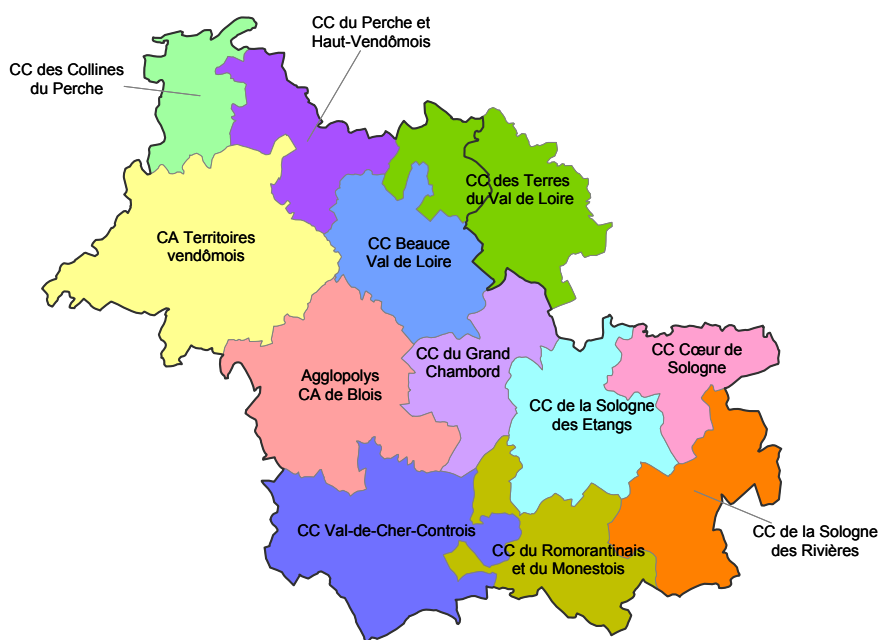 CC du Perche et
Haut-Vendômois
CC des Collines
du Perche
CC des Terres
du Val de Loire
CA Territoires
vendômois
CC Beauce
Val de Loire
CC du Grand
Chambord
CC Cœur de
Sologne
Agglopolys
CA de Blois
CC de la Sologne
des Etangs
CC Val-de-Cher-Controis
CC de la Sologne
des Rivières
CC du Romorantinais
et du Monestois